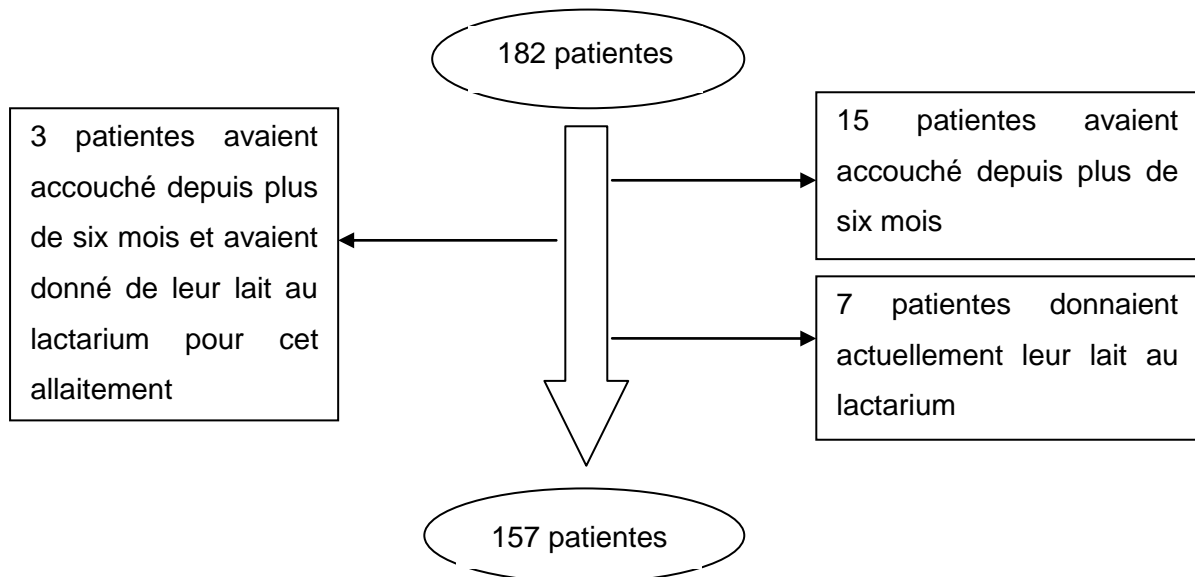 182 patientes
3 patientes avaient
accouché depuis plus
de six mois et avaient
donné de leur lait au
lactarium pour cet
allaitement
15 patientes avaient
accouché depuis plus de
six mois
7 patientes donnaient
actuellement leur lait au
lactarium
157 patientes